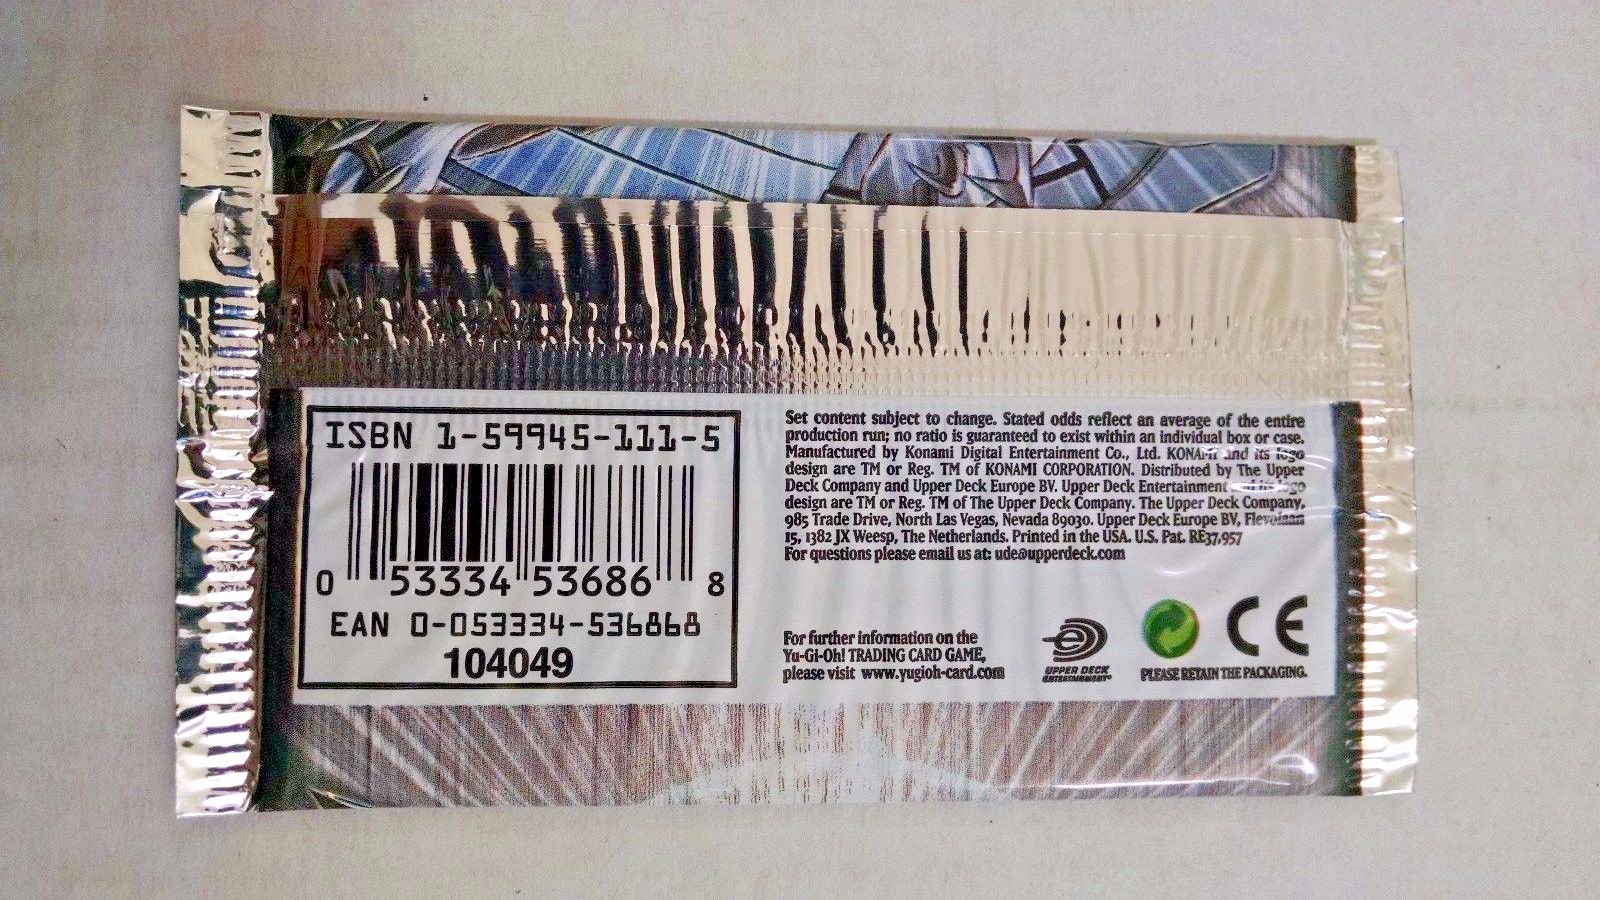 ISBN 1-59945-111-5
0 53334 53686 8
EAN 0-053334-536868
104049
Set content subject to change. Stated odds reflect an average of the entire
production run; no ratio is guaranteed to exist within an individual box or case.
Manufactured by Konami Digital Entertainment Co., Ltd. KONAMI and its logo
design are TM or Reg. TM of KONAMI CORPORATION. Distributed by The Upper
Deck Company and Upper Deck Europe BV. Upper Deck Entertainment and its logo
design are TM or Reg. TM of The Upper Deck Company. The Upper Deck Company,
985 Trade Drive, North Las Vegas, Nevada 89030. Upper Deck Europe BV,
15, 1382 JX Weesp, The Netherlands. Printed in the USA. U.S. Pat. RE37,957
For questions please email us at: ude@upperdeck.com
For further information on the
Yu-Gi-Oh! TRADING CARD GAME,
please visit www.yugioh-card.com
UPPER DECK
ENTERTAINMENT
CE
PLEASE RETAIN THE PACKAGING.